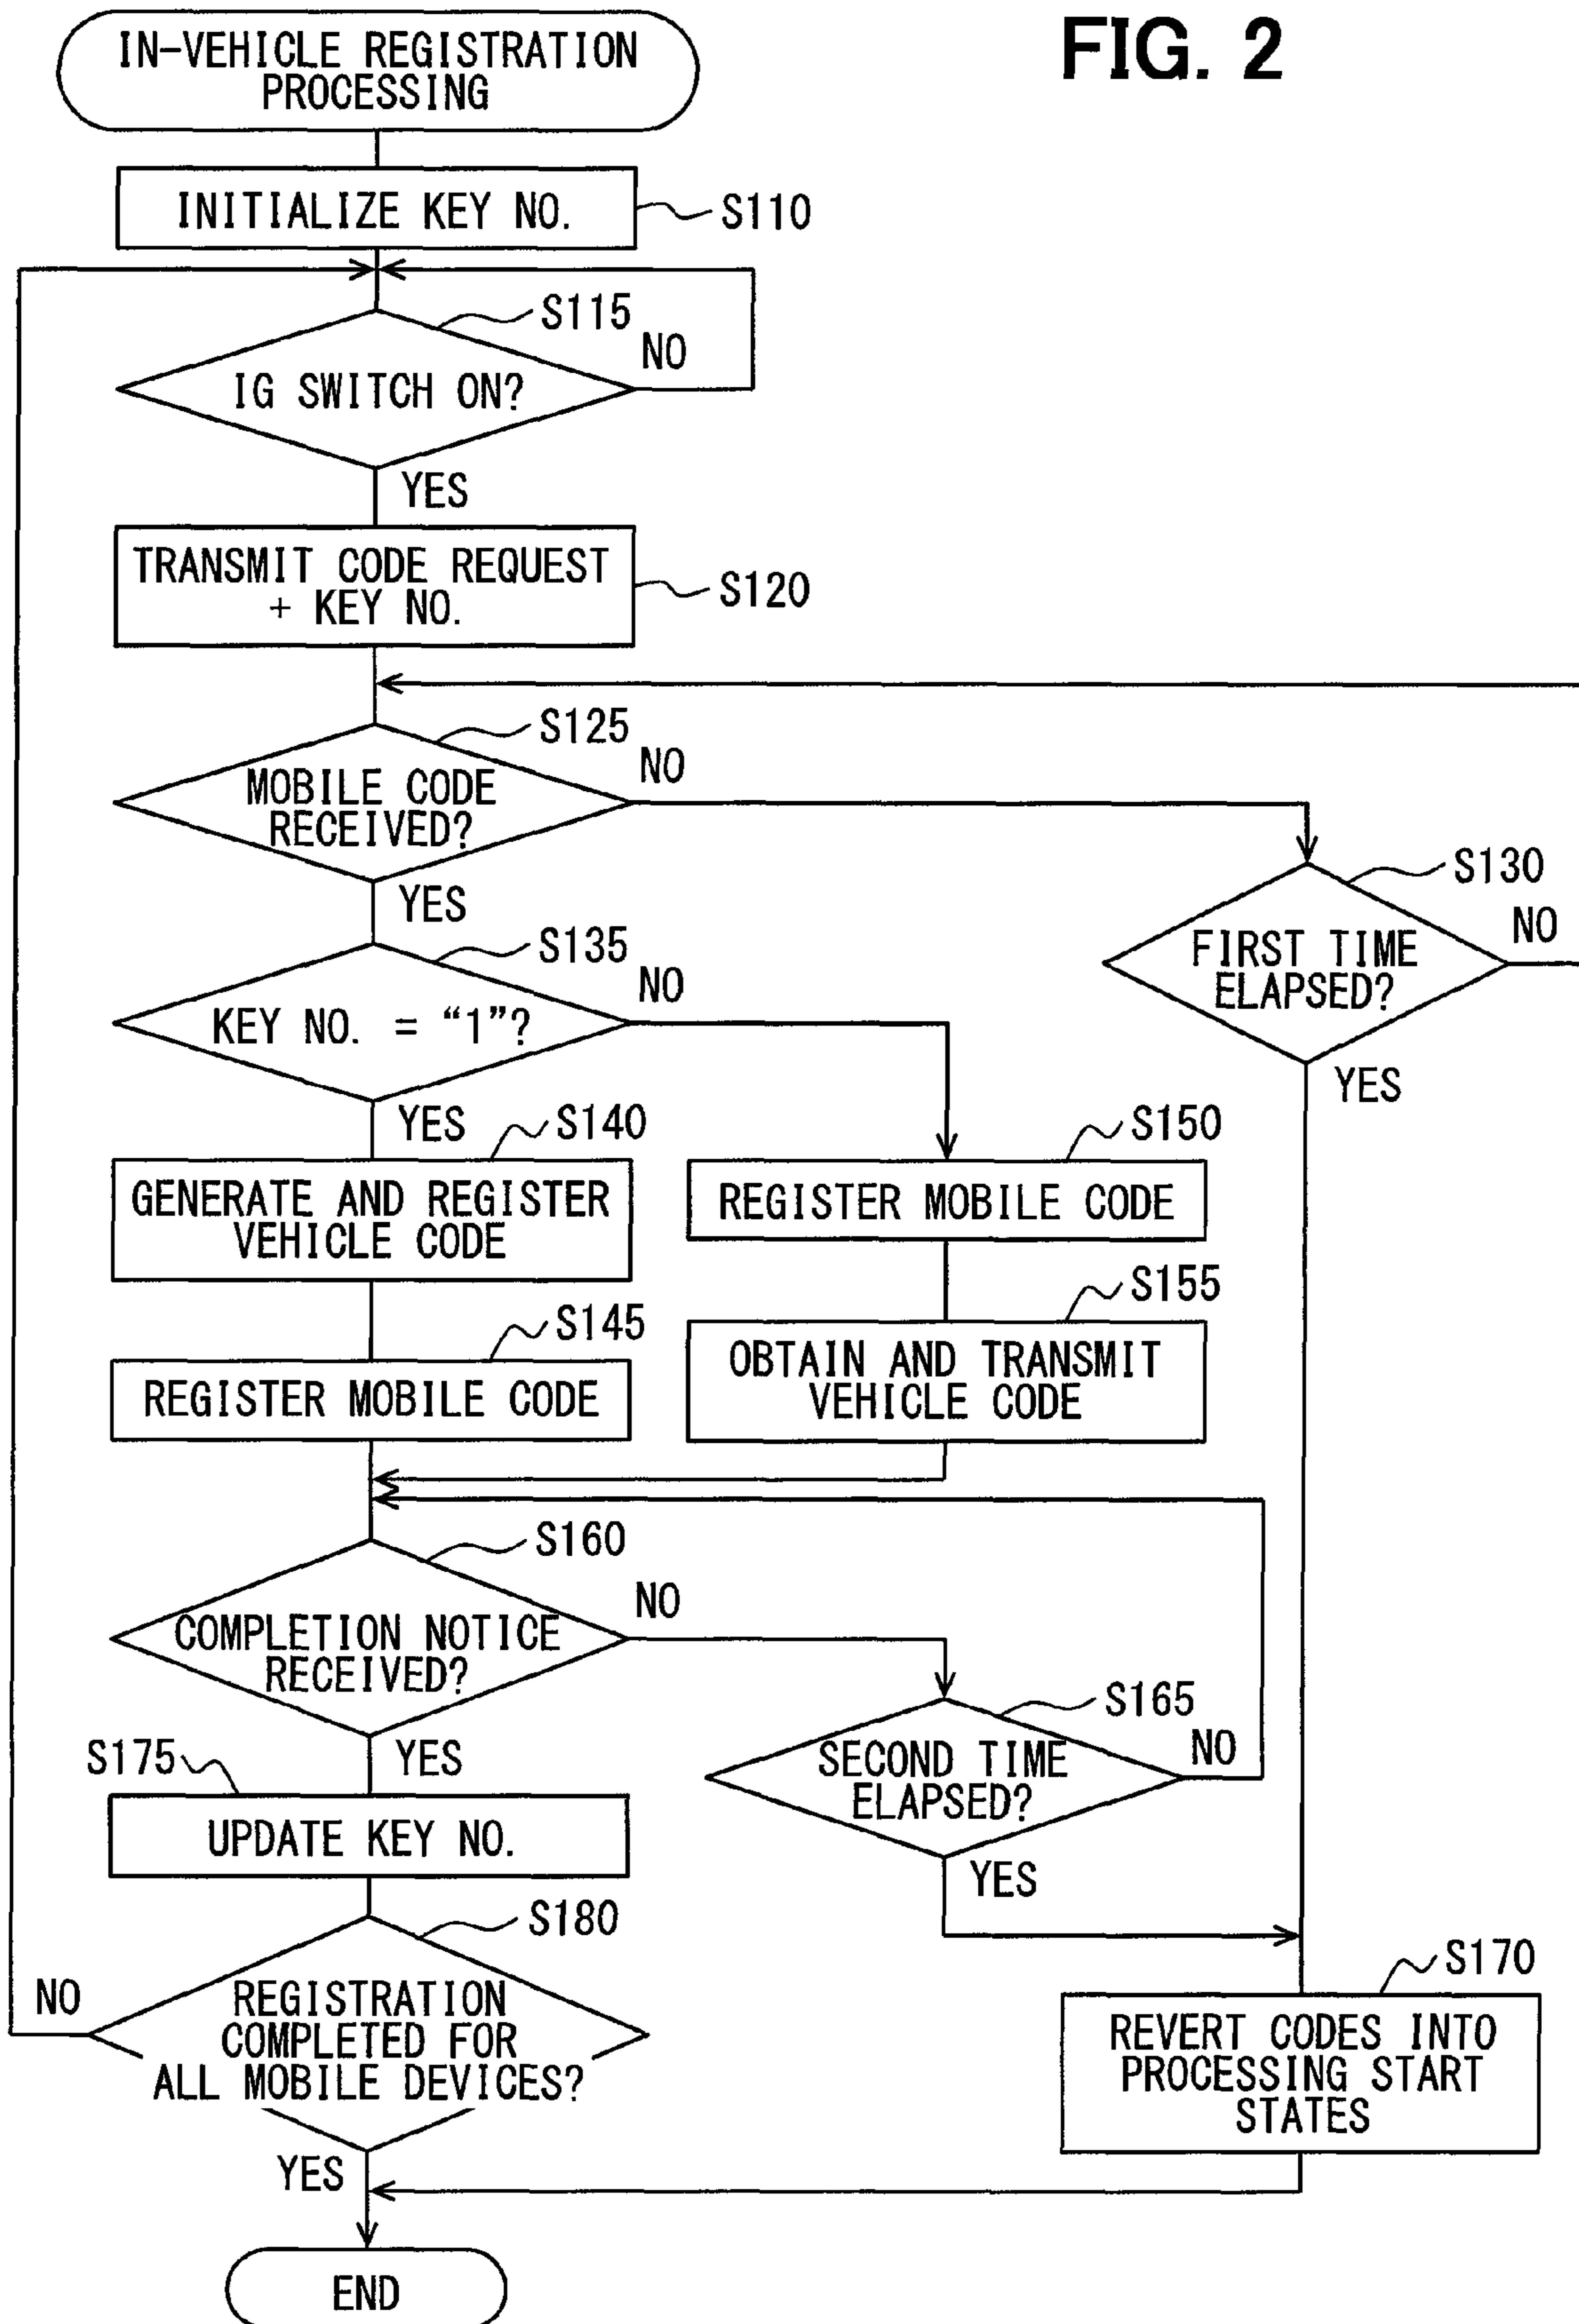 FIG. 2
IN-VEHICLE REGISTRATION
PROCESSING
INITIALIZE KEY NO.
S110
S115
IG SWITCH ON?
NO
YES
TRANSMIT CODE REQUEST
+ KEY NO.
S120
S125
MOBILE CODE
RECEIVED?
NO
YES
S130
FIRST TIME
ELAPSED?
NO
YES
S135
KEY NO. = “1”?
NO
YES
S140
GENERATE AND REGISTER
VEHICLE CODE
S145
REGISTER MOBILE CODE
S150
REGISTER MOBILE CODE
S155
OBTAIN AND TRANSMIT
VEHICLE CODE
S160
COMPLETION NOTICE
RECEIVED?
NO
YES
S165
SECOND TIME
ELAPSED?
NO
YES
S175
UPDATE KEY NO.
S180
REGISTRATION
COMPLETED FOR
ALL MOBILE DEVICES?
NO
YES
S170
REVERT CODES INTO
PROCESSING START
STATES
END